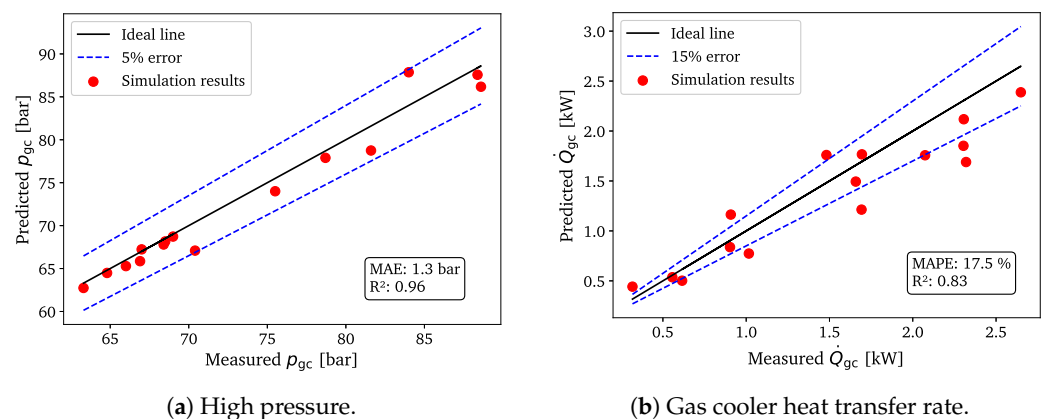 Ideal line
5% error
Simulation results
90
85
80
75
70
65
60
Predicted p_gc [bar]
MAE: 1.3 bar
R²: 0.96
65 70 75 80 85
Measured p_gc [bar]
(a) High pressure.
Ideal line
15% error
Simulation results
3.0
2.5
2.0
1.5
1.0
0.5
Predicted Q̇_gc [kW]
MAPE: 17.5 %
R²: 0.83
0.5 1.0 1.5 2.0 2.5
Measured Q̇_gc [kW]
(b) Gas cooler heat transfer rate.